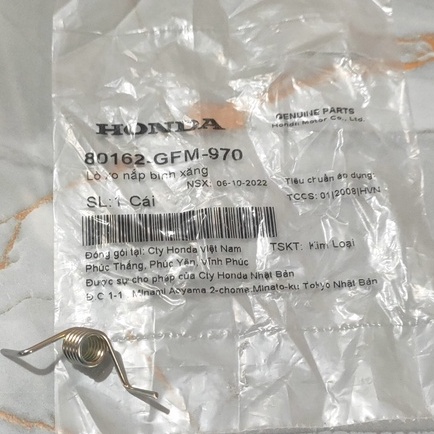 GENUINE PARTS
Honda Motor Co., Ltd.
HONDA
80162-GFM-970
Lò xo nắp bình xăng
NSX: 06-10-2022
Tiêu chuẩn áp dụng:
SL: 1 Cái
TCCS: 01|2008|HVN
Đóng gói tại: Cty Honda Việt Nam
TSKT: Kim Loại
Phúc Thắng, Phúc Yên, Vĩnh Phúc
Được sự cho phép của Cty Honda Nhật Bản
Đ/C 1-1, Minami Aoyama 2-chome Minato-ku Tokyo Nhật Bản